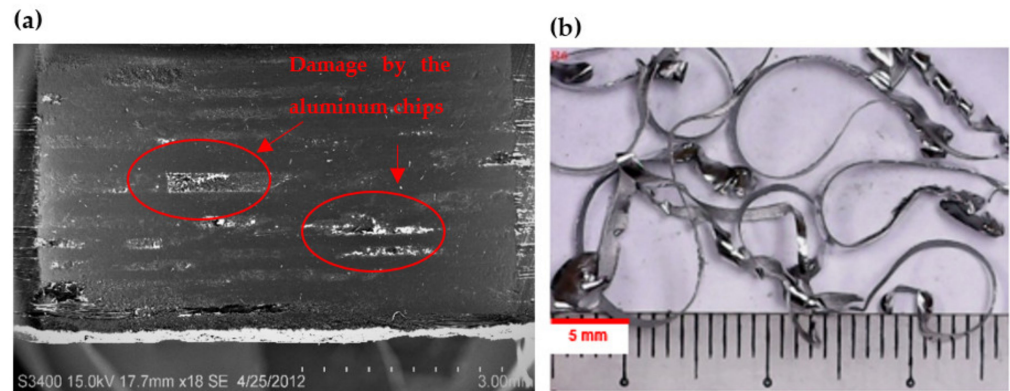 (a)
Damage by the
aluminum chips
S3400 15.0kV 17.7mm x18 SE 4/25/2012
3.00mm
(b)
5 mm